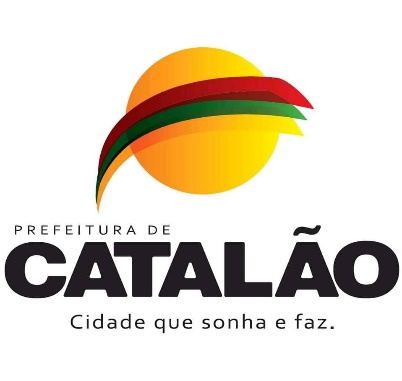 PREFEITURA DE
CATALÃO
Cidade que sonha e faz.